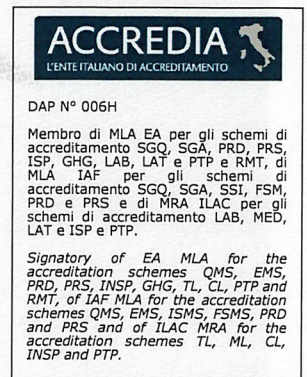 ACCREDIA
L'ENTE ITALIANO DI ACCREDITAMENTO
DAP N° 006H
Membro di MLA EA per gli schemi di
accreditamento SGQ, SGA, PRD, PRS,
ISP, GHG, LAB, LAT e PTP e RMT, di
MLA IAF per gli schemi di
accreditamento SGQ, SGA, SSI, FSM,
PRD e PRS e di MRA ILAC per gli
schemi di accreditamento LAB, MED,
LAT e ISP e PTP.
Signatory of EA MLA for the
accreditation schemes QMS, EMS,
PRD, PRS, INSP, GHG, TL, CL, PTP and
RMT, of IAF MLA for the accreditation
schemes QMS, EMS, ISMS, FSMS, PRD
and PRS and of ILAC MRA for the
accreditation schemes TL, ML, CL,
INSP and PTP.